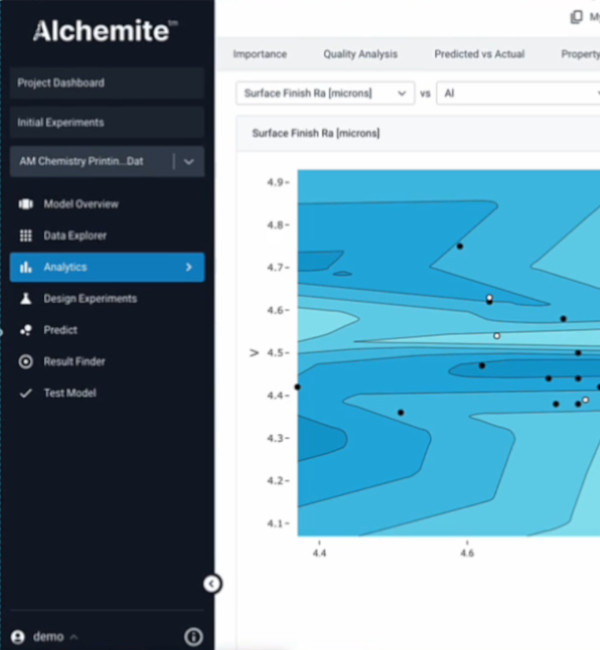 Alchemite™
Project Dashboard
Initial Experiments
AM Chemistry Printin...Dat
Model Overview
Data Explorer
Analytics
Design Experiments
Predict
Result Finder
Test Model
demo
My
Importance Quality Analysis Predicted vs Actual Property
Surface Finish Ra [microns] vs Al
Surface Finish Ra [microns]
4.9
4.8
4.7
4.6
4.5
V
4.4
4.3
4.2
4.1
4.4 4.6